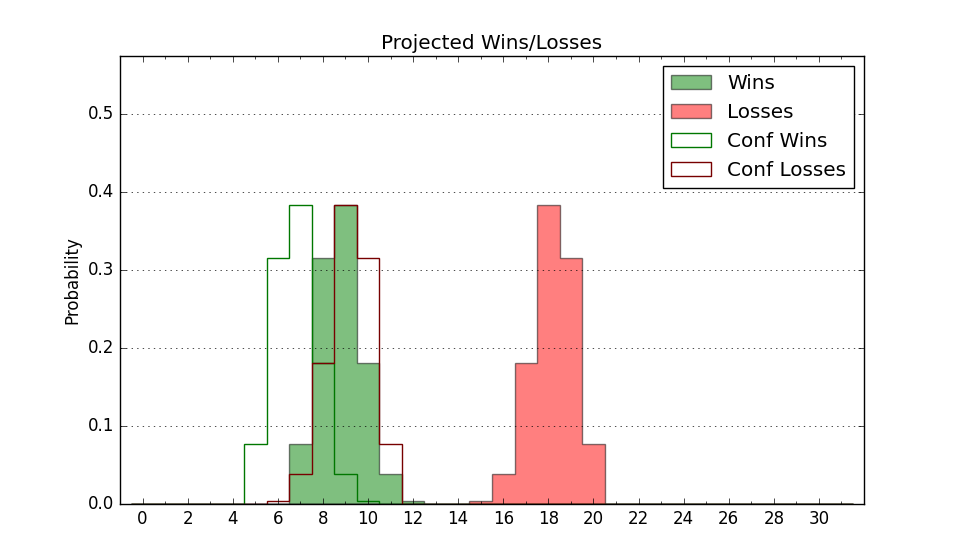 Projected Wins/Losses
Wins
Losses
Conf Wins
Conf Losses
Probability
0.5
0.4
0.3
0.2
0.1
0.0
0 2 4 6 8 10 12 14 16 18 20 22 24 26 28 30